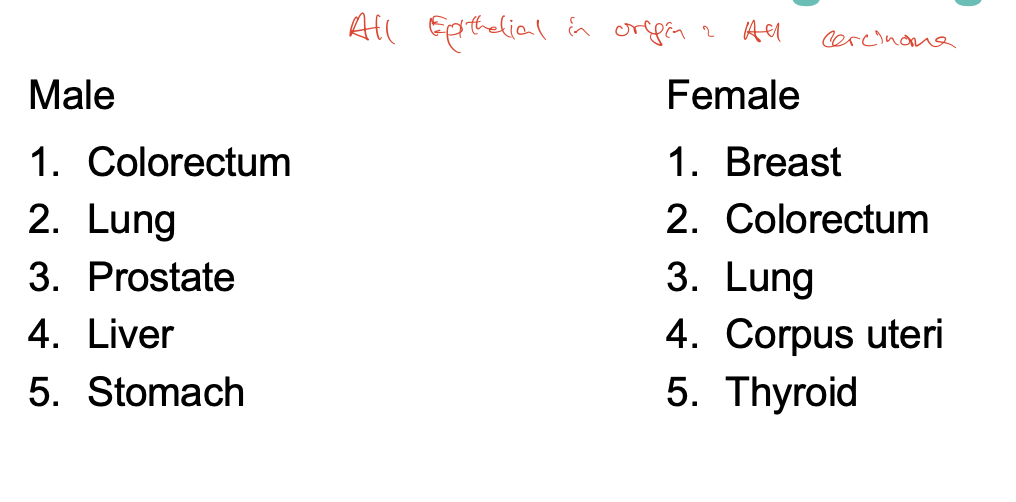 All Epithelial in origin : All carcinoma
Male
1. Colorectum
2. Lung
3. Prostate
4. Liver
5. Stomach
Female
1. Breast
2. Colorectum
3. Lung
4. Corpus uteri
5. Thyroid